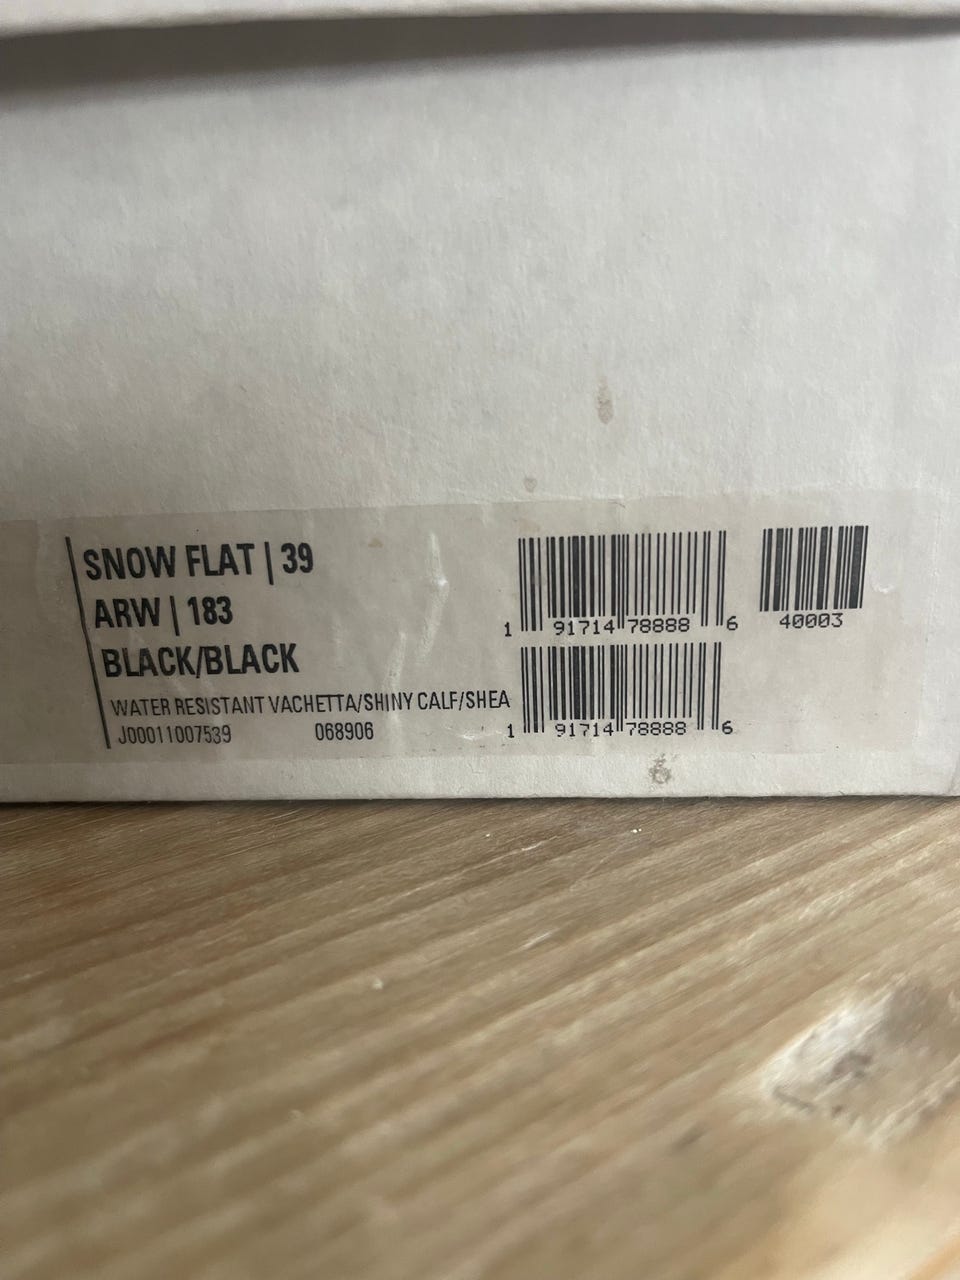 SNOW FLAT | 39
ARW | 183
BLACK/BLACK
WATER RESISTANT VACHETTA/SHINY CALF/SHEA
J00011007539 068906
1 91714 78888 6
1 91714 78888 6
40003